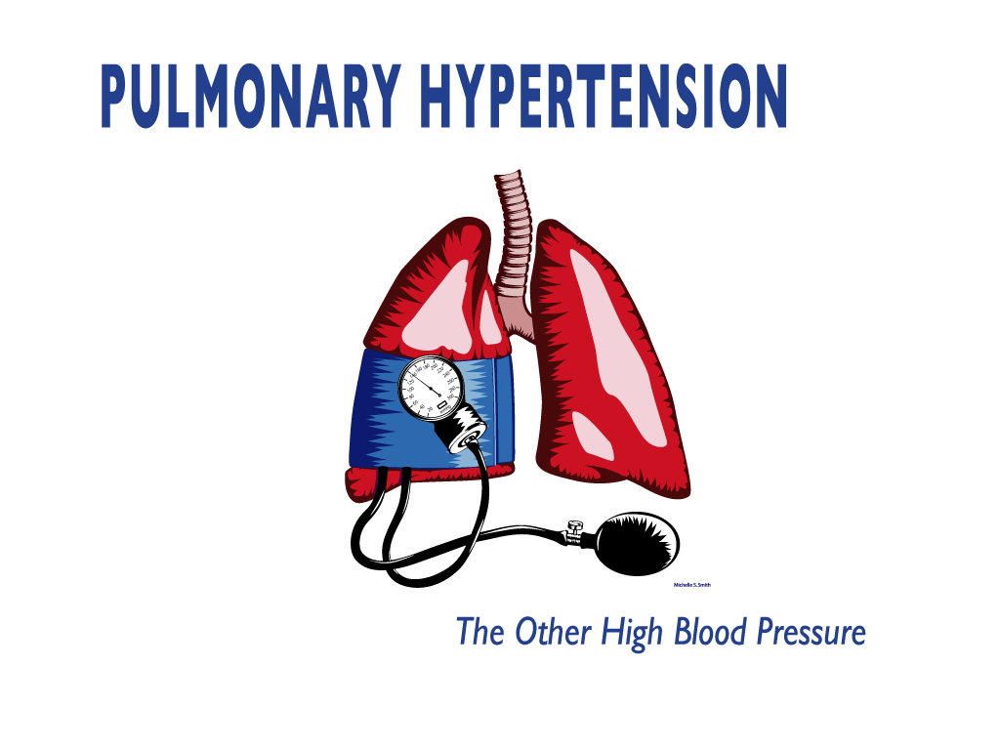 PULMONARY HYPERTENSION
Michelle S. Smith
The Other High Blood Pressure